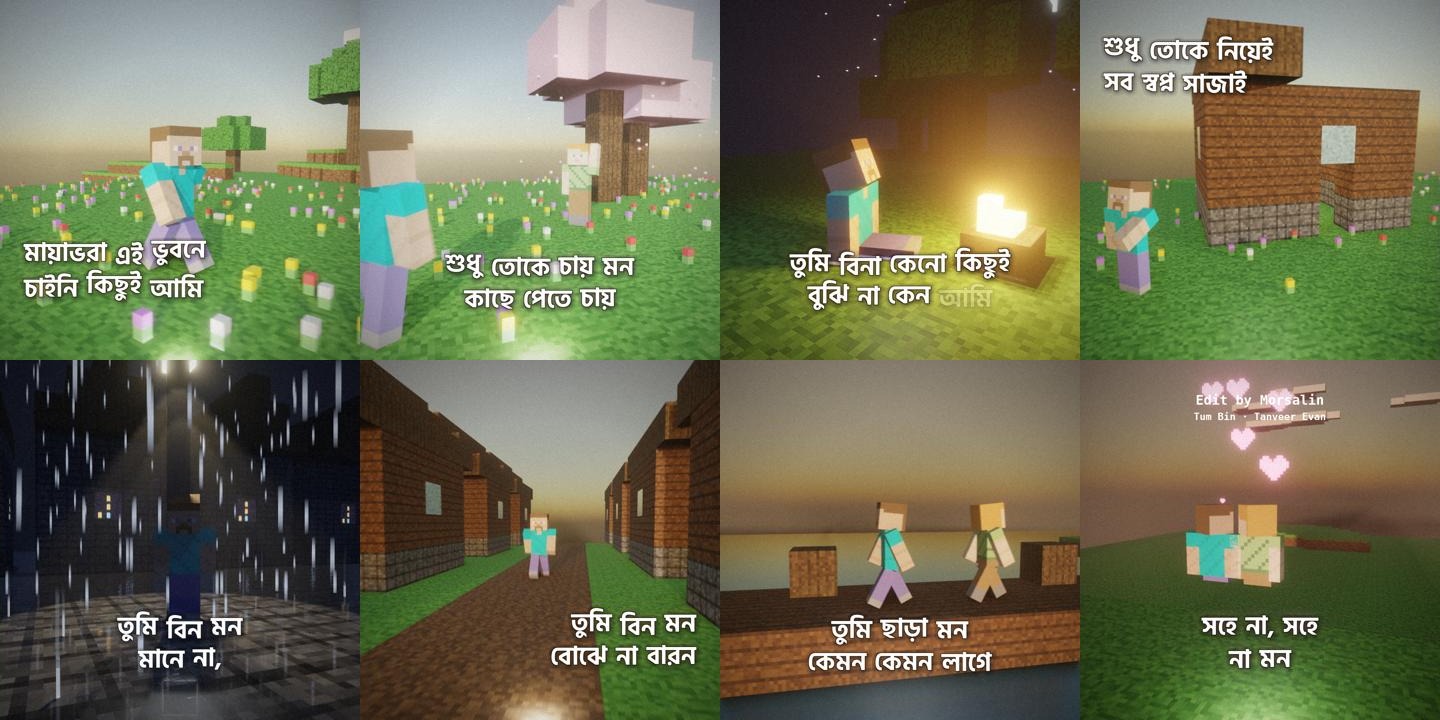 মায়াভরা এই ভুবনে
চাইনি কিছুই আমি
শুধু তোকে চায় মন
কাছে পেতে চায়
তুমি বিনা কেনো কিছুই
বুঝি না কেন আমি
শুধু তোকে নিয়েই
সব স্বপ্ন সাজাই
তুমি বিন মন
মানে না,
তুমি বিন মন
বোঝে না বারন
তুমি ছাড়া মন
কেমন কেমন লাগে
Edit by Morsalin
Tum Bin · Tanveer Evan
সহে না, সহে
না মন